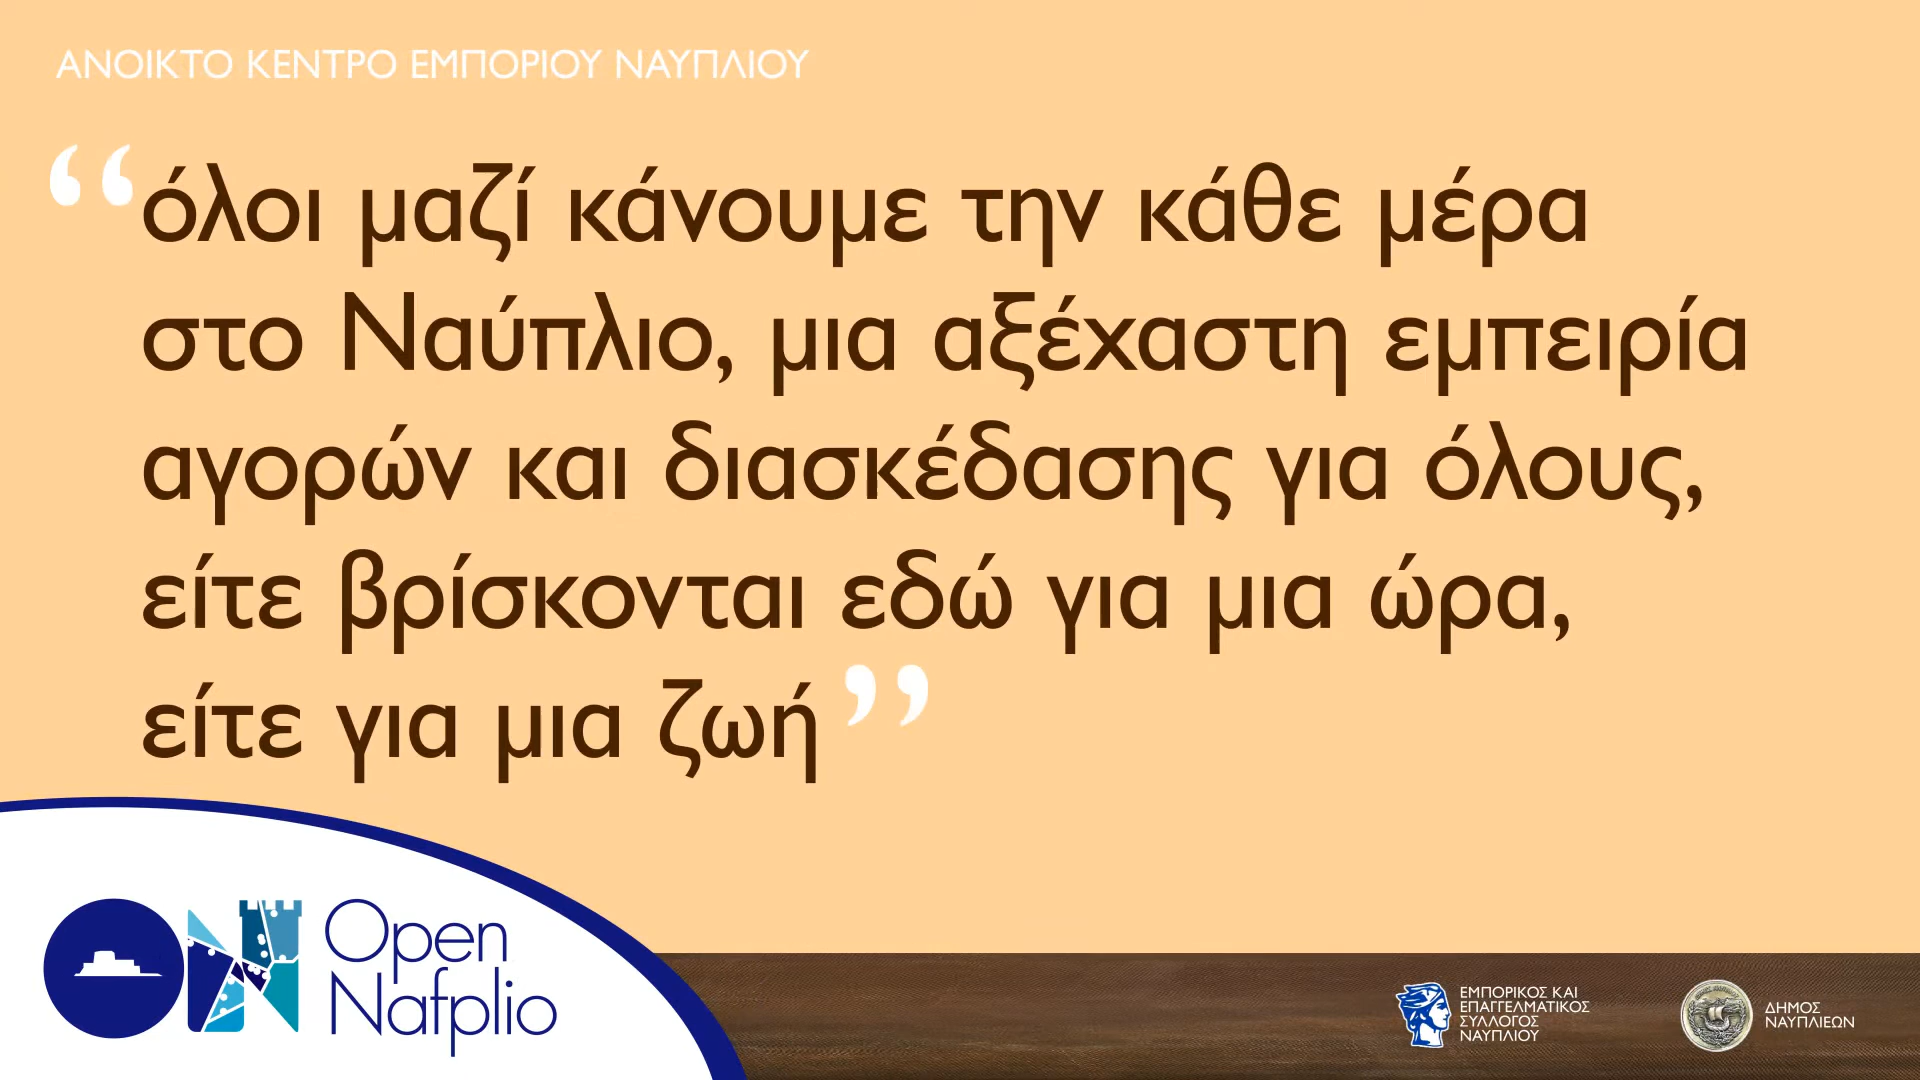 ΑΝΟΙΚΤΟ ΚΕΝΤΡΟ ΕΜΠΟΡΙΟΥ ΝΑΥΠΛΙΟΥ
“όλοι μαζί κάνουμε την κάθε μέρα
στο Ναύπλιο, μια αξέχαστη εμπειρία
αγορών και διασκέδασης για όλους,
είτε βρίσκονται εδώ για μια ώρα,
είτε για μια ζωή”
ON
Open
Nafplio
ΕΜΠΟΡΙΚΟΣ ΚΑΙ
ΕΠΑΓΓΕΛΜΑΤΙΚΟΣ
ΣΥΛΛΟΓΟΣ
ΝΑΥΠΛΙΟΥ
ΔΗΜΟΣ
ΝΑΥΠΛΙΕΩΝ